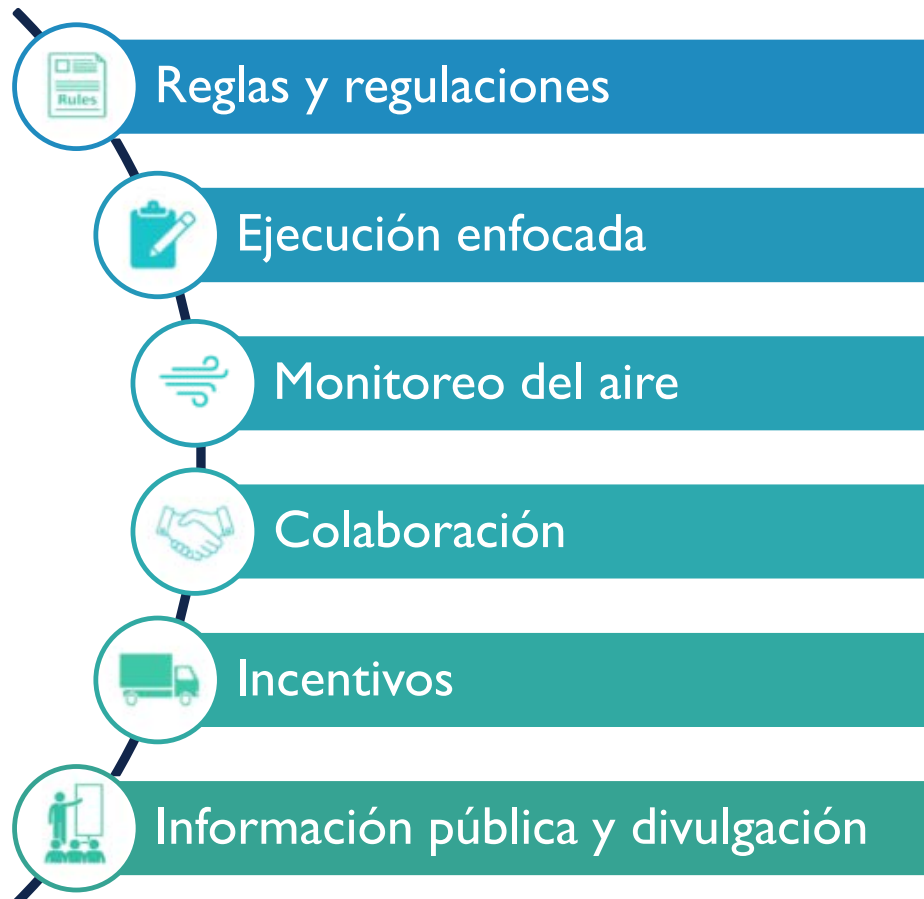 Rules
Reglas y regulaciones
Ejecución enfocada
Monitoreo del aire
Colaboración
Incentivos
Información pública y divulgación